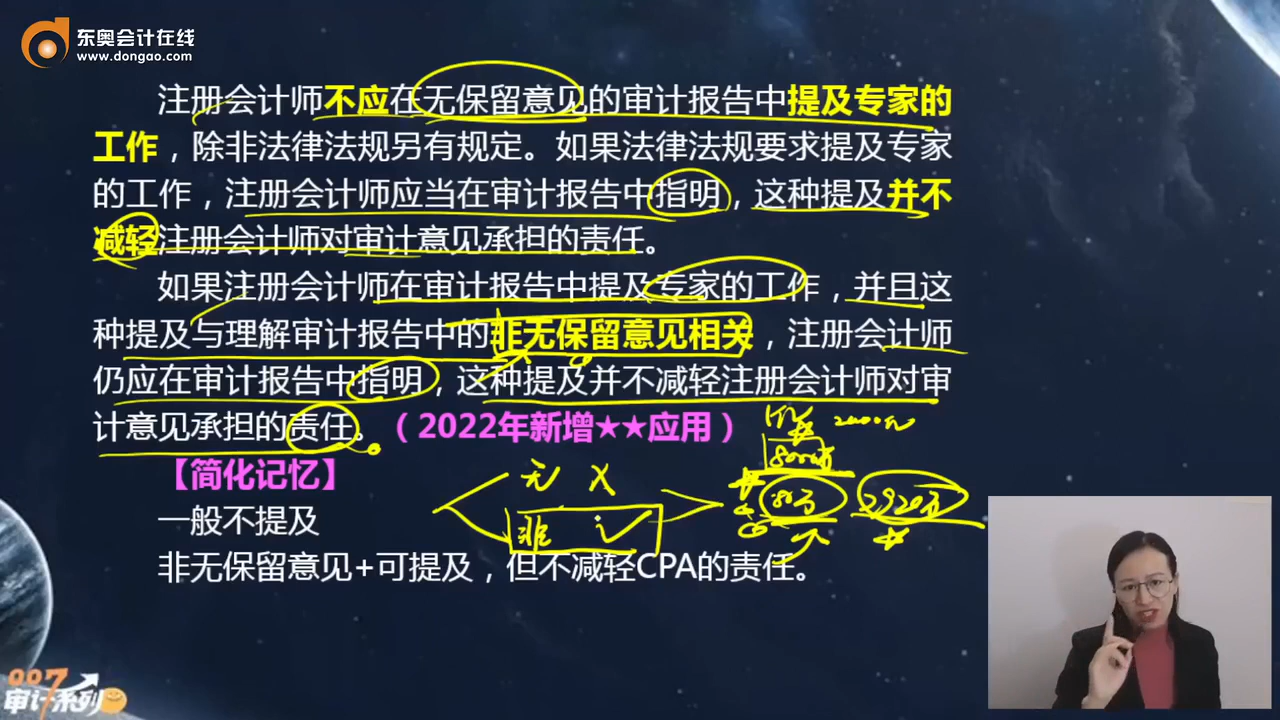 东奥会计在线
www.dongao.com
注册会计师不应在无保留意见的审计报告中提及专家的
工作，除非法律法规另有规定。如果法律法规要求提及专家
的工作，注册会计师应当在审计报告中指明，这种提及并不
减轻注册会计师对审计意见承担的责任。
如果注册会计师在审计报告中提及专家的工作，并且这
种提及与理解审计报告中的非无保留意见相关，注册会计师
仍应在审计报告中指明，这种提及并不减轻注册会计师对审
计意见承担的责任。（2022年新增★★应用）
【简化记忆】
无 X
一般不提及
非
非无保留意见+可提及，但不减轻CPA的责任。
007
审计系列